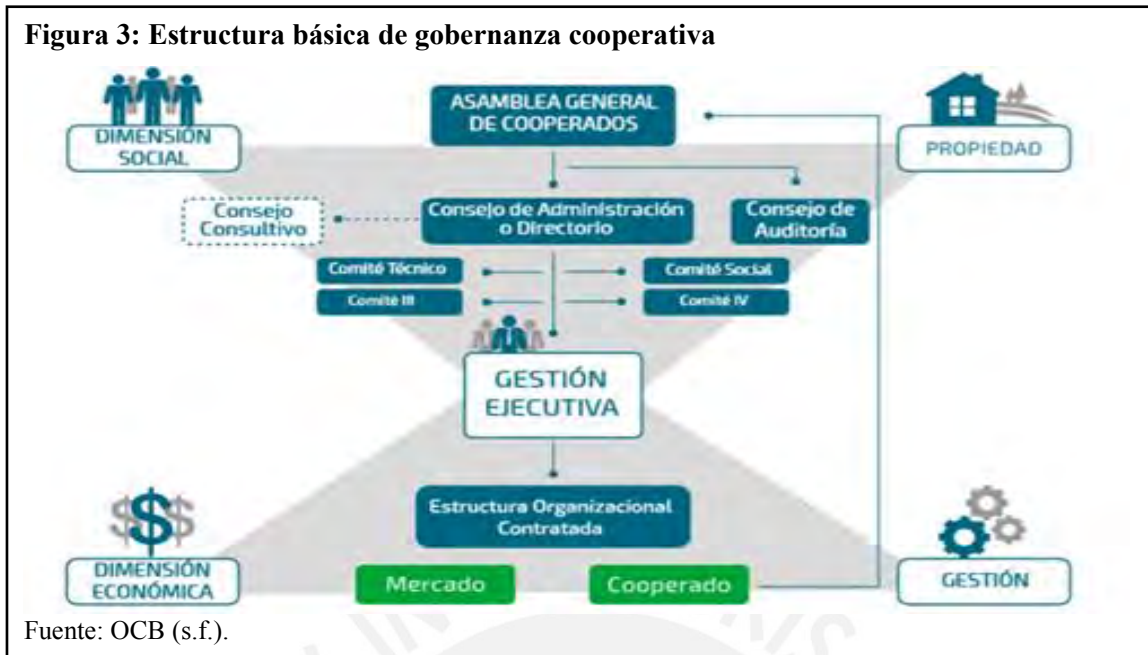 Figura 3: Estructura básica de gobernanza cooperativa
DIMENSIÓN
SOCIAL
ASAMBLEA GENERAL
DE COOPERADOS
PROPIEDAD
Consejo
Consultivo
Consejo de Administración
o Directorio
Consejo de
Auditoría
Comité Técnico
Comité Social
Comité III
Comité IV
GESTIÓN
EJECUTIVA
Estructura Organizacional
Contratada
DIMENSIÓN
ECONÓMICA
Mercado
Cooperado
GESTIÓN
Fuente: OCB (s.f.).